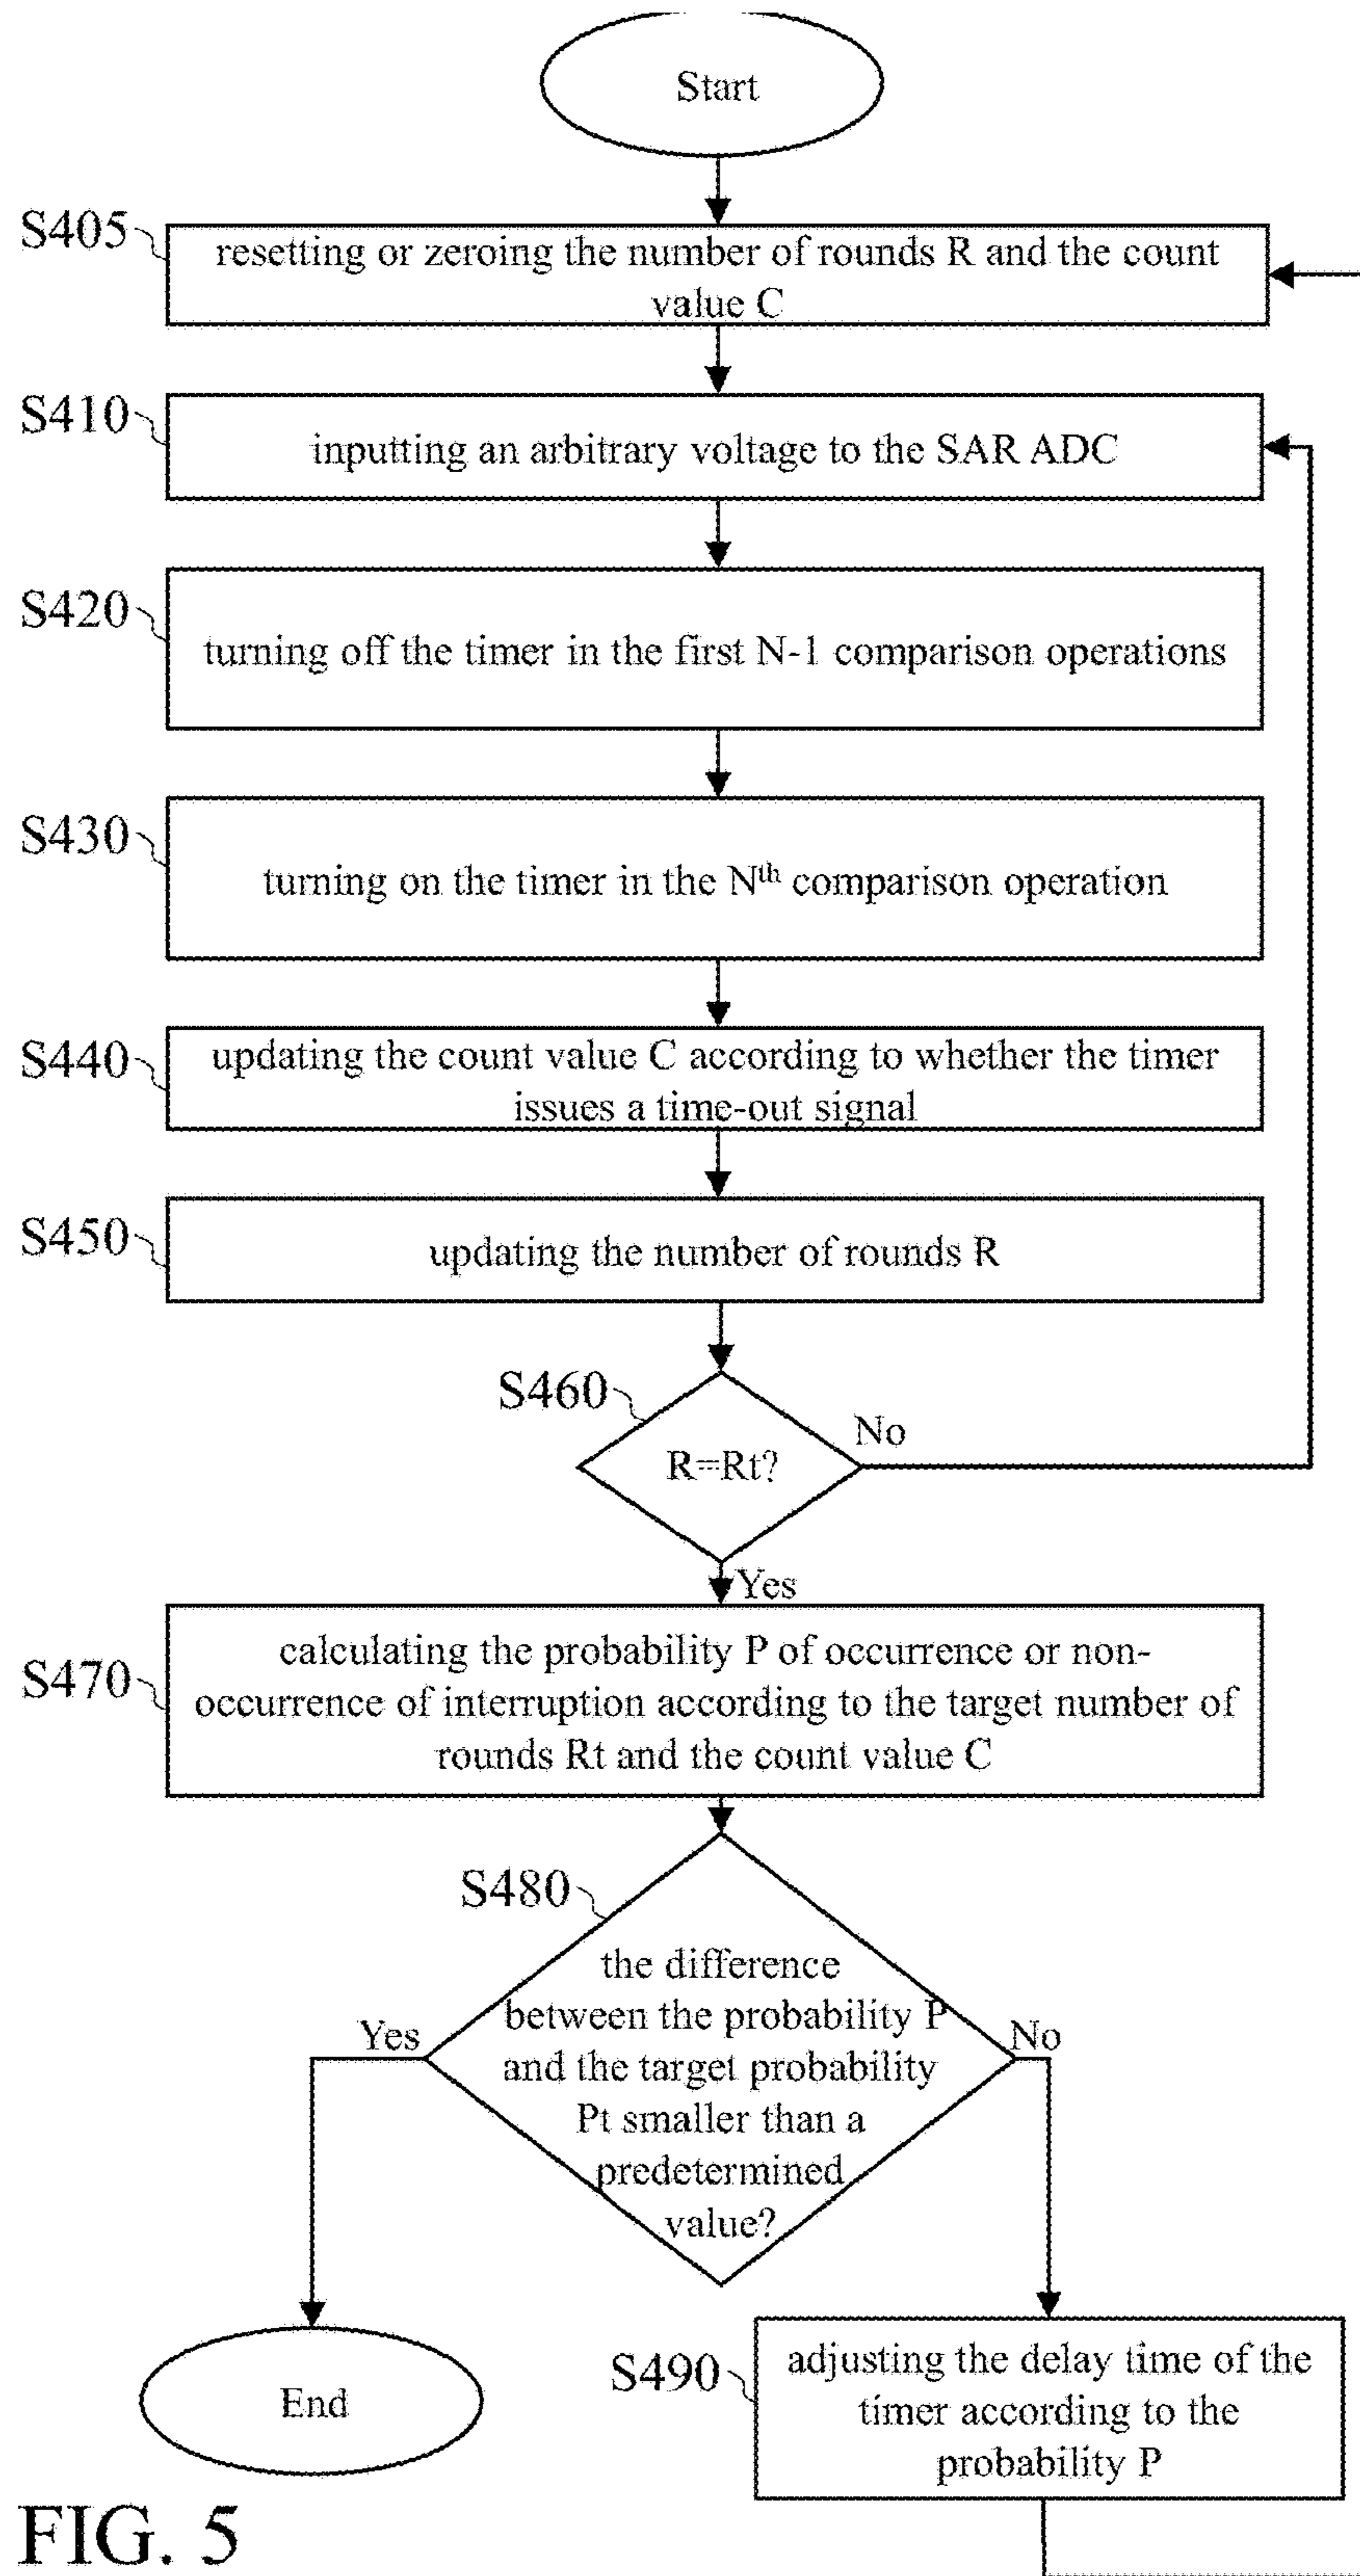 Start
S405
resetting or zeroing the number of rounds R and the count
value C
S410
inputting an arbitrary voltage to the SAR ADC
S420
turning off the timer in the first N-1 comparison operations
S430
turning on the timer in the Nth comparison operation
S440
updating the count value C according to whether the timer
issues a time-out signal
S450
updating the number of rounds R
S460
R=Rt?
No
Yes
S470
calculating the probability P of occurrence or non-
occurrence of interruption according to the target number of
rounds Rt and the count value C
S480
the difference
between the probability P
and the target probability
Pt smaller than a
predetermined
value?
Yes
No
End
S490
adjusting the delay time of the
timer according to the
probability P
FIG. 5